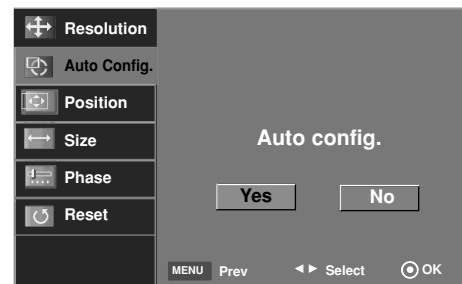 Resolution
Auto Config.
Position
Size
Phase
Reset
Auto config.
Yes No
MENU Prev ◄► Select OK